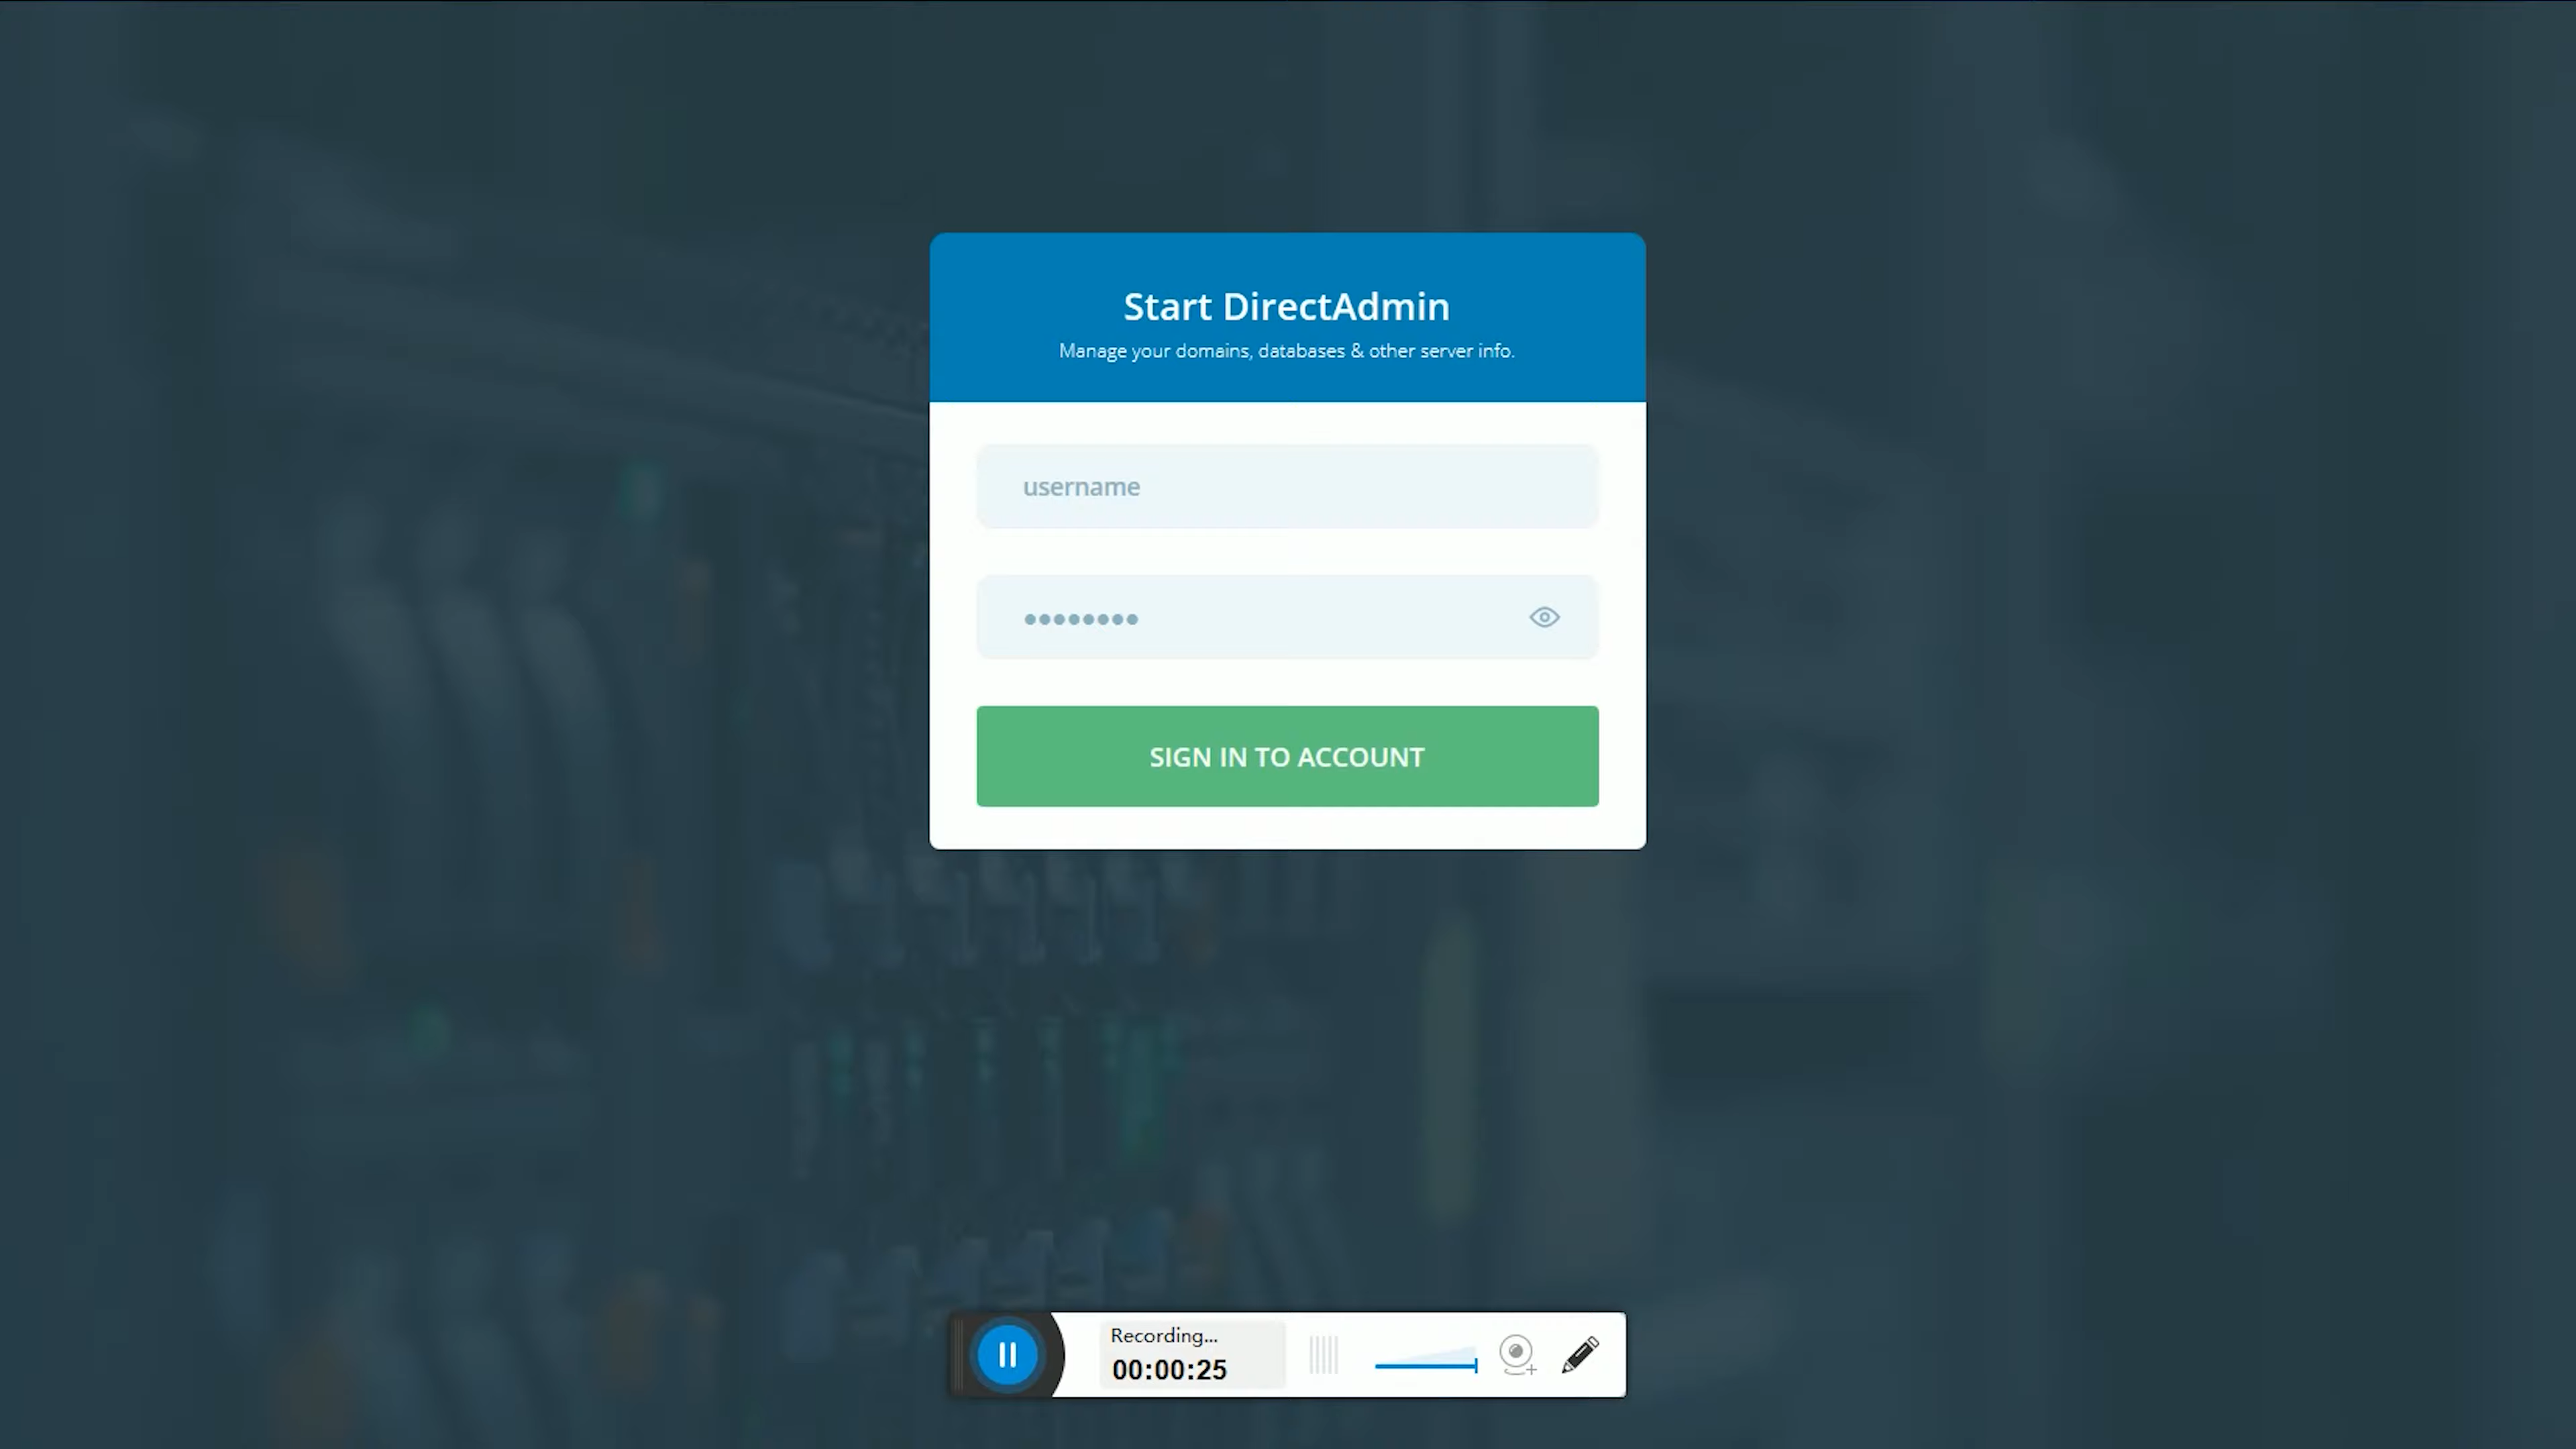 Start DirectAdmin
Manage your domains, databases & other server info.
username
••••••••
SIGN IN TO ACCOUNT
Recording...
00:00:25